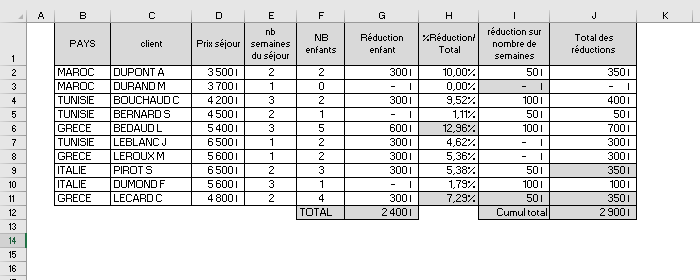 A B C D E F G H I J K
1 PAYS client Prix séjour nb semaines du séjour NB enfants Réduction enfant %Réduction/ Total réduction sur nombre de semaines Total des réductions
2 MAROC DUPONT A 3 500 l 2 2 300 l 10,00% 50 l 350 l
3 MAROC DURAND M 3 700 l 1 0 - l 0,00% - l - l
4 TUNISIE BOUCHAUD C 4 200 l 3 2 300 l 9,52% 100 l 400 l
5 TUNISIE BERNARD S 4 500 l 2 1 - l 1,11% 50 l 50 l
6 GRECE BEDAUD L 5 400 l 3 5 600 l 12,96% 100 l 700 l
7 TUNISIE LEBLANC J 6 500 l 1 2 300 l 4,62% - l 300 l
8 GRECE LEROUX M 5 600 l 1 2 300 l 5,36% - l 300 l
9 ITALIE PIROT S 6 500 l 2 3 300 l 5,38% 50 l 350 l
10 ITALIE DUMOND F 5 600 l 3 1 - l 1,79% 100 l 100 l
11 GRECE LECARD C 4 800 l 2 4 300 l 7,29% 50 l 350 l
12 TOTAL 2 400 l Cumul total 2 900 l
13
14
15
16